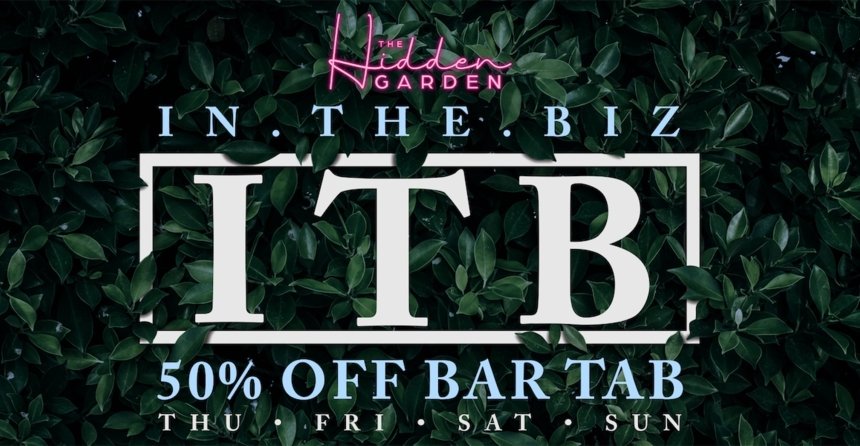 THE
Hidden
GARDEN
IN.THE.BIZ
ITB
50% OFF BAR TAB
THU • FRI • SAT • SUN